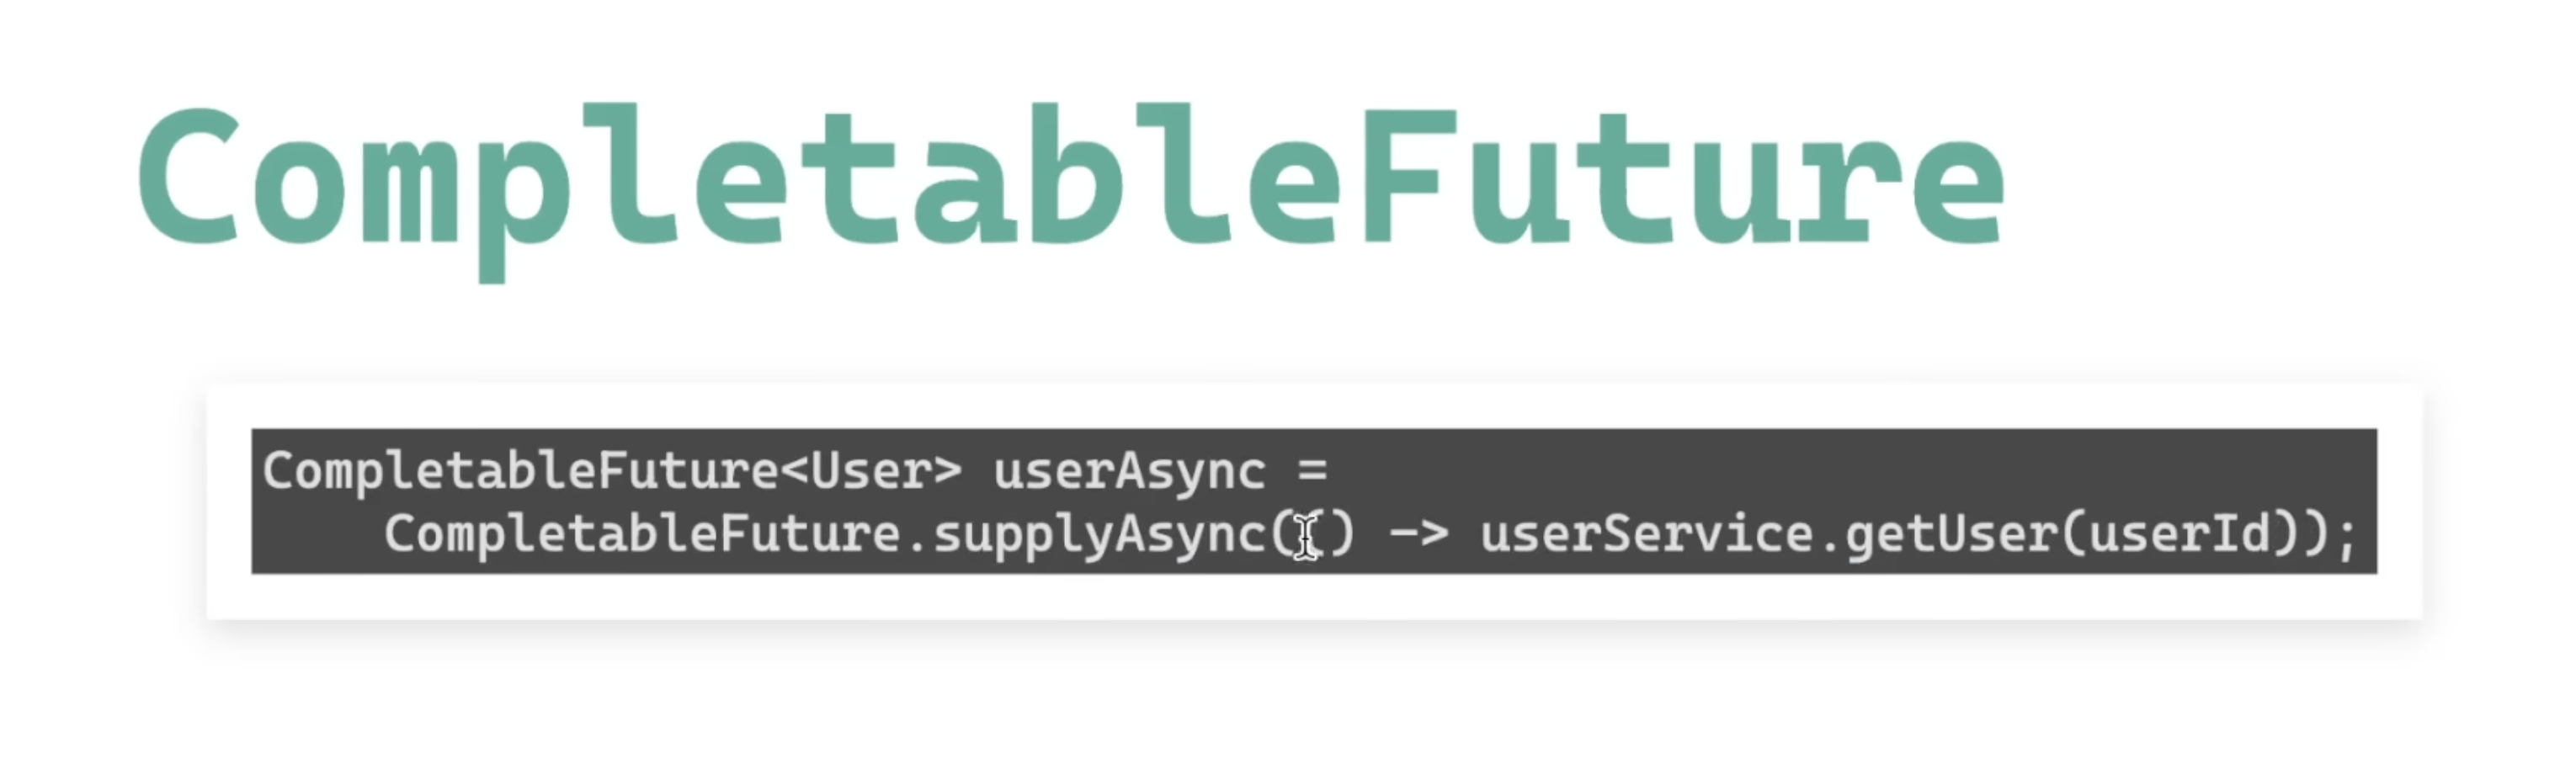 CompletableFuture
CompletableFuture<User> userAsync =
CompletableFuture.supplyAsync(() -> userService.getUser(userId));